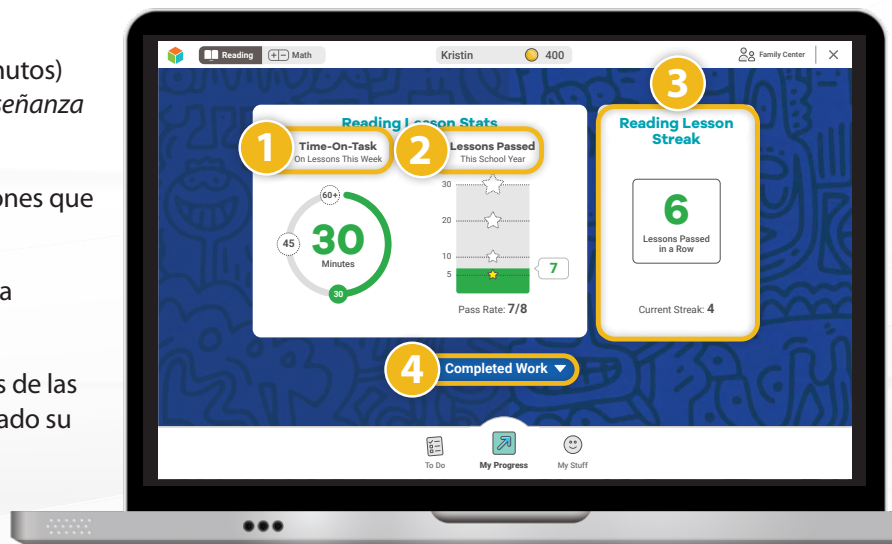 nutos)
señanza
ones que
a
s de las
ado su
Reading
Math
Kristin
400
Family Center
3
Reading Lesson Stats
Reading Lesson
Streak
1
Time-On-Task
On Lessons This Week
2
Lessons Passed
This School Year
60+
45
30
Minutes
30
30
20
10
5
7
Pass Rate: 7/8
6
Lessons Passed
in a Row
Current Streak: 4
4
Completed Work
To Do
My Progress
My Stuff